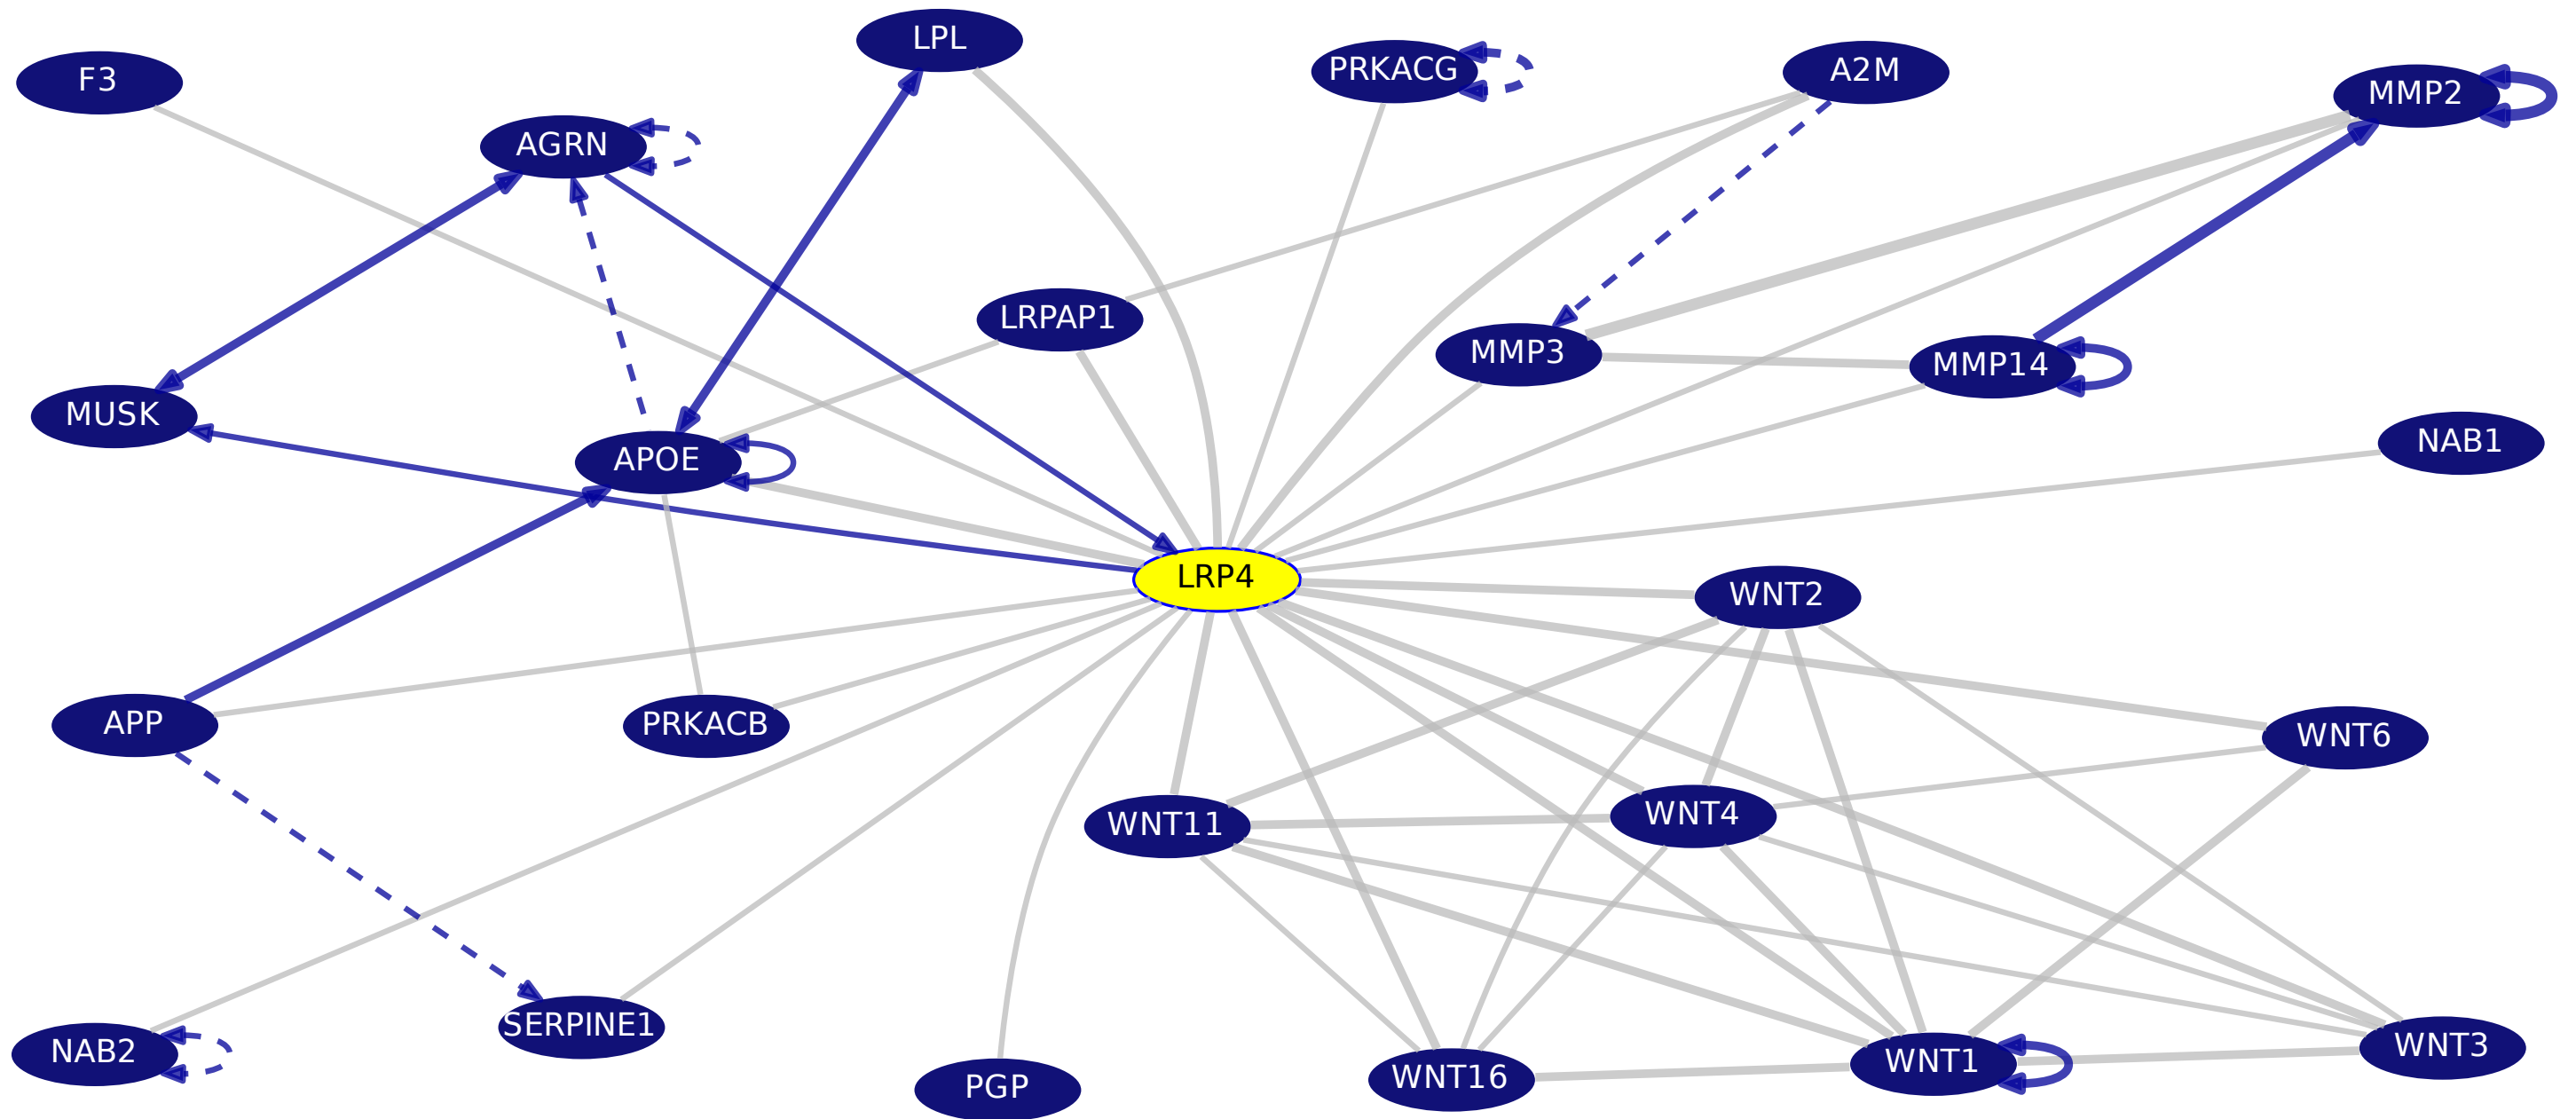 LPL
F3
PRKACG
A2M
MMP2
AGRN
LRPAP1
MMP3
MMP14
MUSK
APOE
NAB1
LRP4
WNT2
APP
PRKACB
WNT6
WNT11
WNT4
SERPINE1
NAB2
PGP
WNT16
WNT1
WNT3